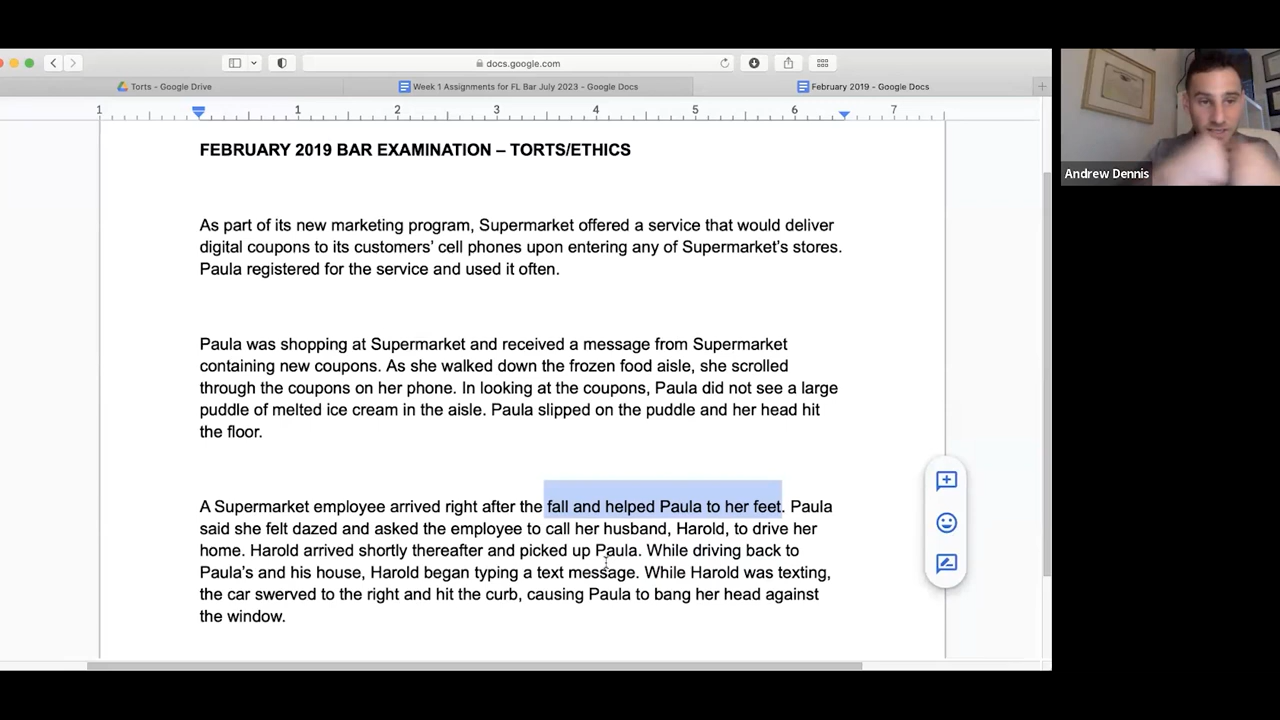 docs.google.com
Torts - Google Drive
Week 1 Assignments for FL Bar July 2023 - Google Docs
February 2019 - Google Docs
1 1 2 3 4 5 6 7
FEBRUARY 2019 BAR EXAMINATION – TORTS/ETHICS
As part of its new marketing program, Supermarket offered a service that would deliver
digital coupons to its customers’ cell phones upon entering any of Supermarket’s stores.
Paula registered for the service and used it often.
Paula was shopping at Supermarket and received a message from Supermarket
containing new coupons. As she walked down the frozen food aisle, she scrolled
through the coupons on her phone. In looking at the coupons, Paula did not see a large
puddle of melted ice cream in the aisle. Paula slipped on the puddle and her head hit
the floor.
A Supermarket employee arrived right after the fall and helped Paula to her feet. Paula
said she felt dazed and asked the employee to call her husband, Harold, to drive her
home. Harold arrived shortly thereafter and picked up Paula. While driving back to
Paula’s and his house, Harold began typing a text message. While Harold was texting,
the car swerved to the right and hit the curb, causing Paula to bang her head against
the window.
Andrew Dennis